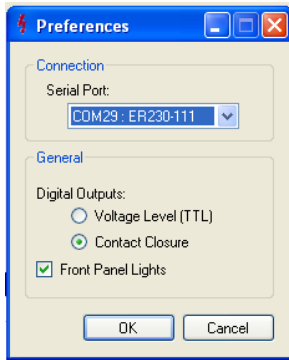 Preferences
Connection
Serial Port:
COM29 : ER230-111
General
Digital Outputs:
Voltage Level (TTL)
Contact Closure
Front Panel Lights
OK
Cancel